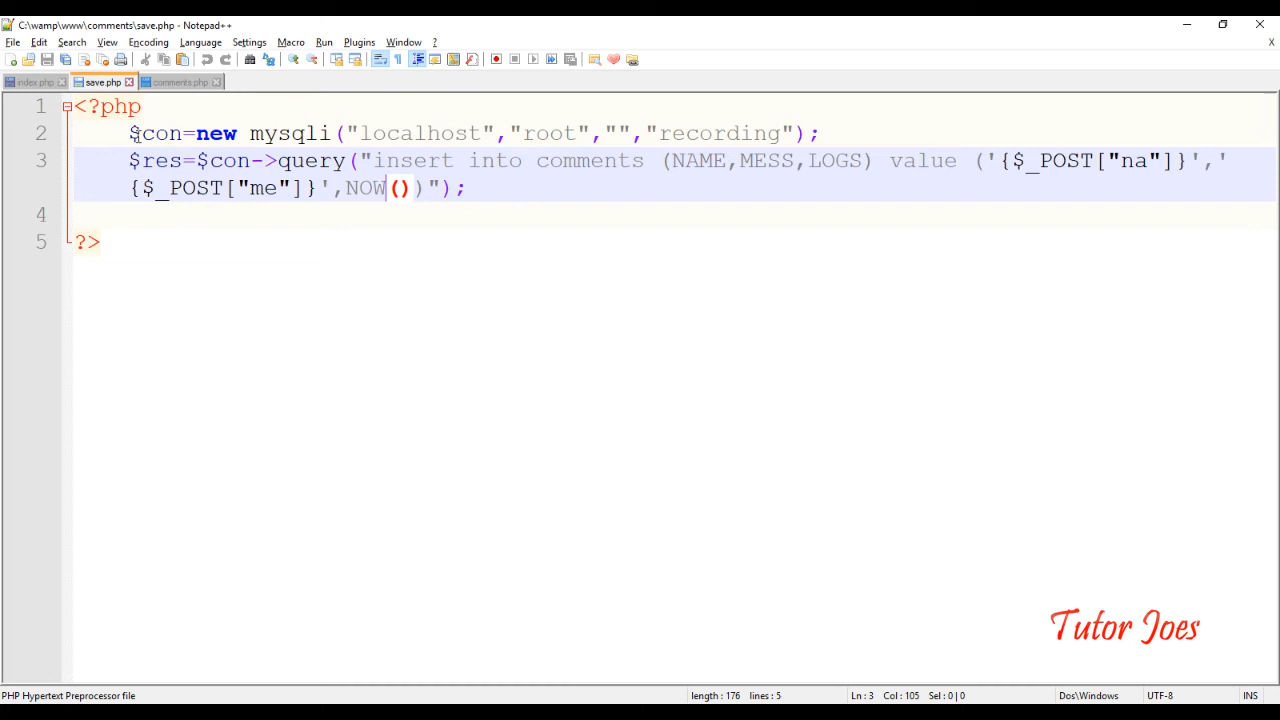 C:\wamp\www\comments\save.php - Notepad++
File Edit Search View Encoding Language Settings Macro Run Plugins Window ? X
index.php save.php comments.php
1 <?php
2 $con=new mysqli("localhost","root","","recording");
3 $res=$con->query("insert into comments (NAME,MESS,LOGS) value ('{$_POST["na"]}','
{$_POST["me"]}',NOW())");
4
5 ?>
Tutor Joes
PHP Hypertext Preprocessor file length : 176 lines : 5 Ln : 3 Col : 105 Sel : 0 | 0 Dos\Windows UTF-8 INS